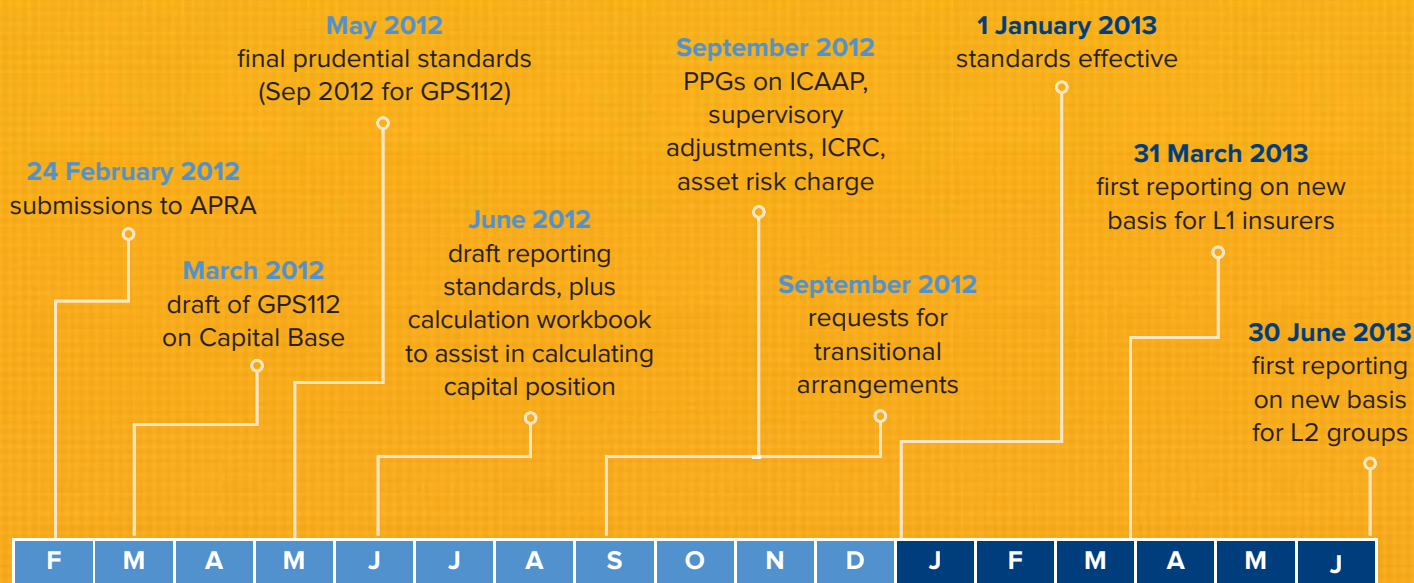 24 February 2012
submissions to APRA
March 2012
draft of GPS112
on Capital Base
May 2012
final prudential standards
(Sep 2012 for GPS112)
June 2012
draft reporting
standards, plus
calculation workbook
to assist in calculating
capital position
September 2012
PPGs on ICAAP,
supervisory
adjustments, ICRC,
asset risk charge
September 2012
requests for
transitional
arrangements
1 January 2013
standards effective
31 March 2013
first reporting on new
basis for L1 insurers
30 June 2013
first reporting
on new basis
for L2 groups
F M A M J J A S O N D J F M A M J